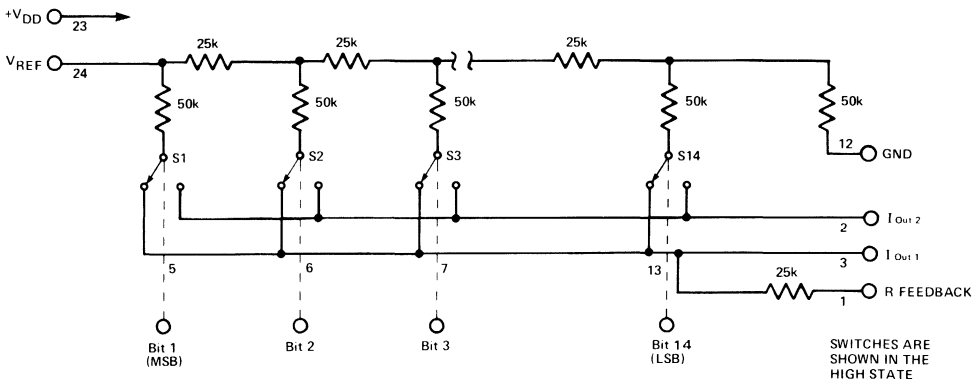 +VDD
23
VREF
24
25k
25k
25k
50k
50k
50k
50k
50k
12
GND
S1
S2
S3
S14
2
I Out 2
3
I Out 1
5
6
7
13
25k
1
R FEEDBACK
Bit 1
(MSB)
Bit 2
Bit 3
Bit 14
(LSB)
SWITCHES ARE
SHOWN IN THE
HIGH STATE